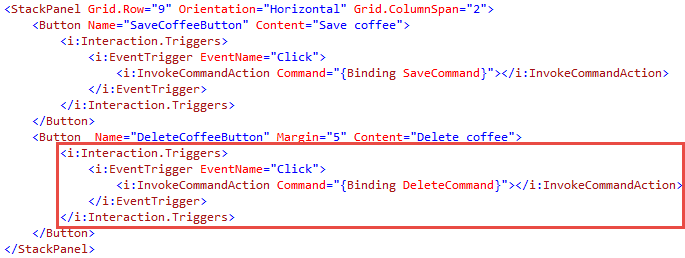 <StackPanel Grid.Row="9" Orientation="Horizontal" Grid.ColumnSpan="2">
    <Button Name="SaveCoffeeButton" Content="Save coffee">
        <i:Interaction.Triggers>
            <i:EventTrigger EventName="Click">
                <i:InvokeCommandAction Command="{Binding SaveCommand}"></i:InvokeCommandAction>
            </i:EventTrigger>
        </i:Interaction.Triggers>
    </Button>
    <Button  Name="DeleteCoffeeButton" Margin="5" Content="Delete coffee">
        <i:Interaction.Triggers>
            <i:EventTrigger EventName="Click">
                <i:InvokeCommandAction Command="{Binding DeleteCommand}"></i:InvokeCommandAction>
            </i:EventTrigger>
        </i:Interaction.Triggers>
    </Button>
</StackPanel>